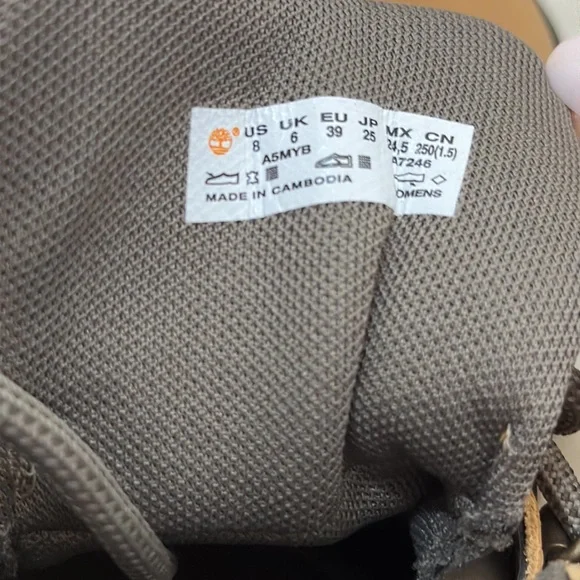 US UK EU JP MX CN
8 6 39 25 24,5 250(1.5)
A5MYB A7246
MADE IN CAMBODIA OMENS